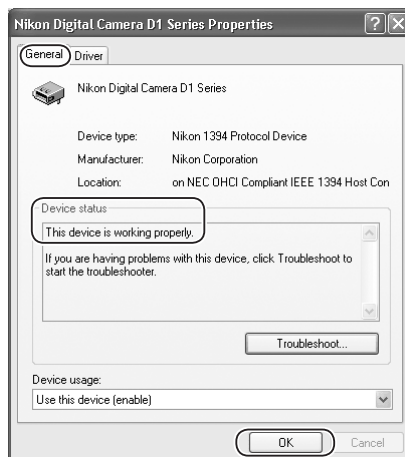 Nikon Digital Camera D1 Series Properties
General Driver
Nikon Digital Camera D1 Series
Device type: Nikon 1394 Protocol Device
Manufacturer: Nikon Corporation
Location: on NEC OHCI Compliant IEEE 1394 Host Con
Device status
This device is working properly.
If you are having problems with this device, click Troubleshoot to
start the troubleshooter.
Troubleshoot...
Device usage:
Use this device (enable)
OK Cancel